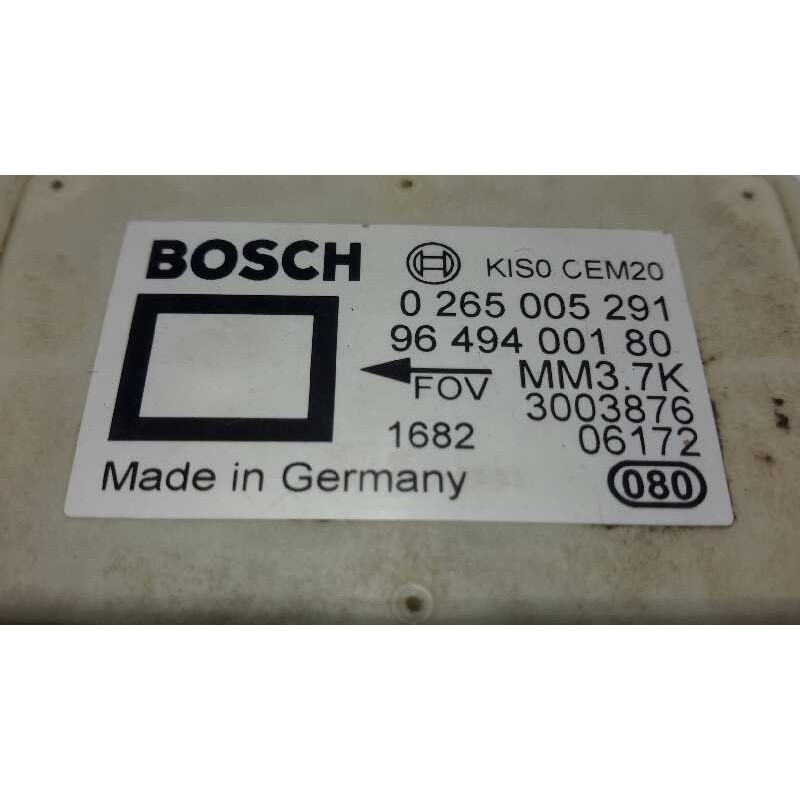 BOSCH KIS0 CEM20
0 265 005 291
96 494 001 80
FOV MM3.7K
3003876
1682 06172
Made in Germany 080